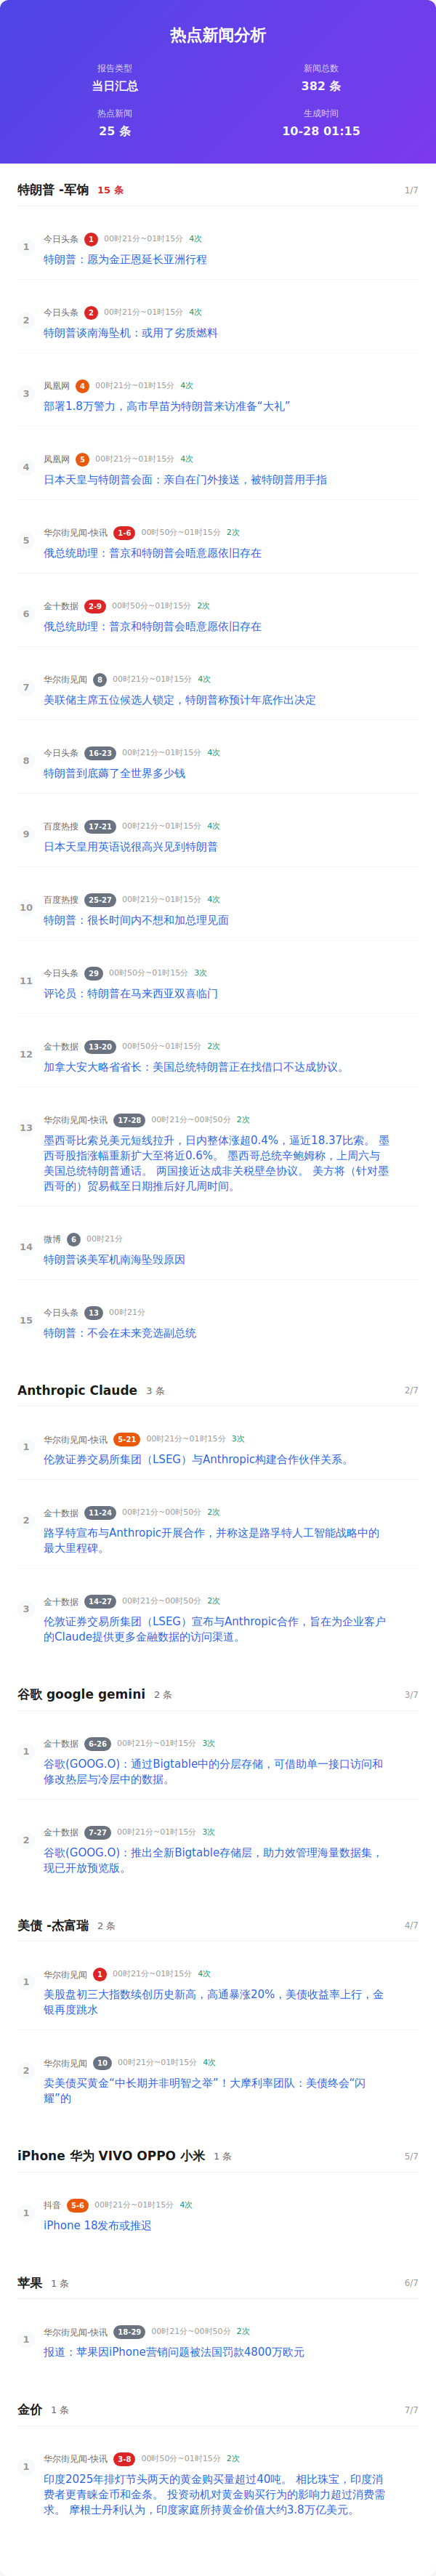 热点新闻分析
报告类型
当日汇总
新闻总数
382 条
热点新闻
25 条
生成时间
10-28 01:15
特朗普 -军饷 15 条 1/7
1
今日头条 1 00时21分~01时15分 4次
特朗普：愿为金正恩延长亚洲行程
2
今日头条 2 00时21分~01时15分 4次
特朗普谈南海坠机：或用了劣质燃料
3
凤凰网 4 00时21分~01时15分 4次
部署1.8万警力，高市早苗为特朗普来访准备“大礼”
4
凤凰网 5 00时21分~01时15分 4次
日本天皇与特朗普会面：亲自在门外接送，被特朗普用手指
5
华尔街见闻-快讯 1-6 00时50分~01时15分 2次
俄总统助理：普京和特朗普会晤意愿依旧存在
6
金十数据 2-9 00时50分~01时15分 2次
俄总统助理：普京和特朗普会晤意愿依旧存在
7
华尔街见闻 8 00时21分~01时15分 4次
美联储主席五位候选人锁定，特朗普称预计年底作出决定
8
今日头条 16-23 00时21分~01时15分 4次
特朗普到底薅了全世界多少钱
9
百度热搜 17-21 00时21分~01时15分 4次
日本天皇用英语说很高兴见到特朗普
10
百度热搜 25-27 00时21分~01时15分 4次
特朗普：很长时间内不想和加总理见面
11
今日头条 29 00时50分~01时15分 3次
评论员：特朗普在马来西亚双喜临门
12
金十数据 13-20 00时50分~01时15分 2次
加拿大安大略省省长：美国总统特朗普正在找借口不达成协议。
13
华尔街见闻-快讯 17-28 00时21分~00时50分 2次
墨西哥比索兑美元短线拉升，日内整体涨超0.4%，逼近18.37比索。 墨
西哥股指涨幅重新扩大至将近0.6%。 墨西哥总统辛鲍姆称，上周六与
美国总统特朗普通话。 两国接近达成非关税壁垒协议。 美方将（针对墨
西哥的）贸易截至日期推后好几周时间。
14
微博 6 00时21分
特朗普谈美军机南海坠毁原因
15
今日头条 13 00时21分
特朗普：不会在未来竞选副总统
Anthropic Claude 3 条 2/7
1
华尔街见闻-快讯 5-21 00时21分~01时15分 3次
伦敦证券交易所集团（LSEG）与Anthropic构建合作伙伴关系。
2
金十数据 11-24 00时21分~00时50分 2次
路孚特宣布与Anthropic开展合作，并称这是路孚特人工智能战略中的
最大里程碑。
3
金十数据 14-27 00时21分~00时50分 2次
伦敦证券交易所集团（LSEG）宣布与Anthropic合作，旨在为企业客户
的Claude提供更多金融数据的访问渠道。
谷歌 google gemini 2 条 3/7
1
金十数据 6-26 00时21分~01时15分 3次
谷歌(GOOG.O)：通过Bigtable中的分层存储，可借助单一接口访问和
修改热层与冷层中的数据。
2
金十数据 7-27 00时21分~01时15分 3次
谷歌(GOOG.O)：推出全新Bigtable存储层，助力效管理海量数据集，
现已开放预览版。
美债 -杰富瑞 2 条 4/7
1
华尔街见闻 1 00时21分~01时15分 4次
美股盘初三大指数续创历史新高，高通暴涨20%，美债收益率上行，金
银再度跳水
2
华尔街见闻 10 00时21分~01时15分 4次
卖美债买黄金“中长期并非明智之举”！大摩利率团队：美债终会“闪
耀”的
iPhone 华为 VIVO OPPO 小米 1 条 5/7
1
抖音 5-6 00时21分~01时15分 4次
iPhone 18发布或推迟
苹果 1 条 6/7
1
华尔街见闻-快讯 18-29 00时21分~00时50分 2次
报道：苹果因iPhone营销问题被法国罚款4800万欧元
金价 1 条 7/7
1
华尔街见闻-快讯 3-8 00时50分~01时15分 2次
印度2025年排灯节头两天的黄金购买量超过40吨。 相比珠宝，印度消
费者更青睐金币和金条。 投资动机对黄金购买行为的影响力超过消费需
求。 摩根士丹利认为，印度家庭所持黄金价值大约3.8万亿美元。